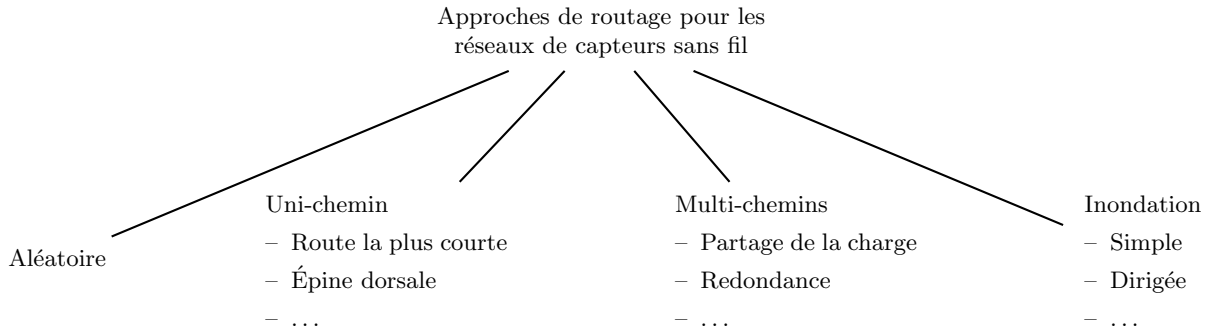 Approches de routage pour les
réseaux de capteurs sans fil
Aléatoire
Uni-chemin
– Route la plus courte
– Épine dorsale
– ...
Multi-chemins
– Partage de la charge
– Redondance
– ...
Inondation
– Simple
– Dirigée
– ...